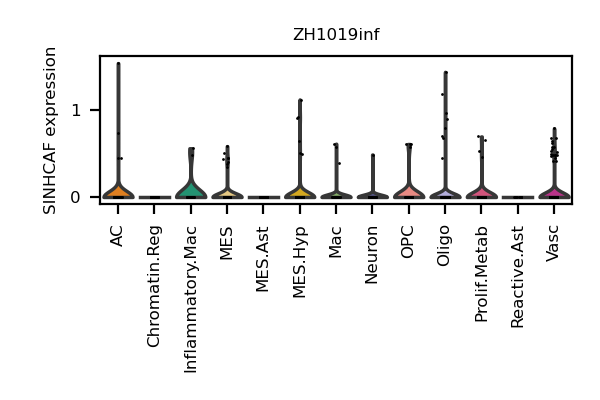 ZH1019inf
SINHCAF expression
1
0
AC
Chromatin.Reg
Inflammatory.Mac
MES
MES.Ast
MES.Hyp
Mac
Neuron
OPC
Oligo
Prolif.Metab
Reactive.Ast
Vasc